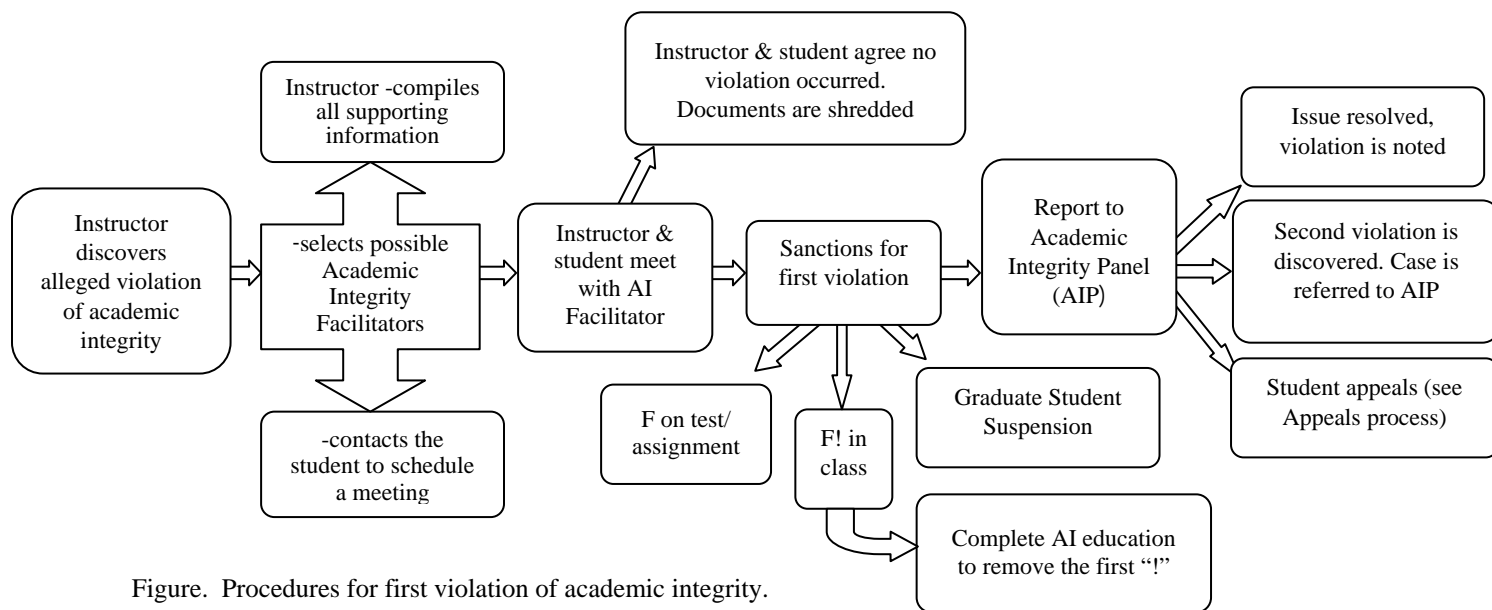 Instructor
discovers
alleged violation
of academic
integrity
Instructor -compiles
all supporting
information
-selects possible
Academic
Integrity
Facilitators
-contacts the
student to schedule
a meeting
Instructor & student agree no
violation occurred.
Documents are shredded
Instructor &
student meet
with AI
Facilitator
Sanctions for
first violation
F on test/
assignment
F! in
class
Graduate Student
Suspension
Complete AI education
to remove the first “!”
Report to
Academic
Integrity Panel
(AIP)
Issue resolved,
violation is noted
Second violation is
discovered. Case is
referred to AIP
Student appeals (see
Appeals process)
Figure. Procedures for first violation of academic integrity.